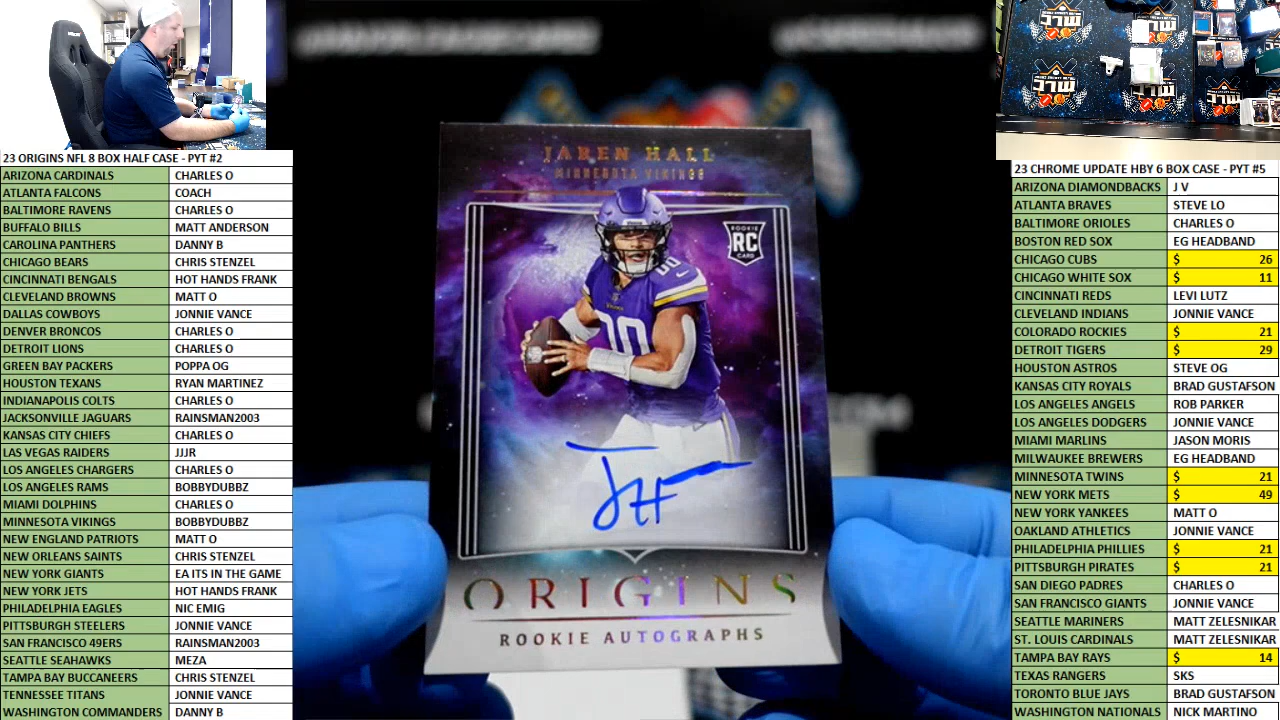 23 ORIGINS NFL 8 BOX HALF CASE - PYT #2
ARIZONA CARDINALS CHARLES O
ATLANTA FALCONS COACH
BALTIMORE RAVENS CHARLES O
BUFFALO BILLS MATT ANDERSON
CAROLINA PANTHERS DANNY B
CHICAGO BEARS CHRIS STENZEL
CINCINNATI BENGALS HOT HANDS FRANK
CLEVELAND BROWNS MATT O
DALLAS COWBOYS JONNIE VANCE
DENVER BRONCOS CHARLES O
DETROIT LIONS CHARLES O
GREEN BAY PACKERS POPPA OG
HOUSTON TEXANS RYAN MARTINEZ
INDIANAPOLIS COLTS CHARLES O
JACKSONVILLE JAGUARS RAINSMAN2003
KANSAS CITY CHIEFS CHARLES O
LAS VEGAS RAIDERS JJJR
LOS ANGELES CHARGERS CHARLES O
LOS ANGELES RAMS BOBBYDUBBZ
MIAMI DOLPHINS CHARLES O
MINNESOTA VIKINGS BOBBYDUBBZ
NEW ENGLAND PATRIOTS MATT O
NEW ORLEANS SAINTS CHRIS STENZEL
NEW YORK GIANTS EA ITS IN THE GAME
NEW YORK JETS HOT HANDS FRANK
PHILADELPHIA EAGLES NIC EMIG
PITTSBURGH STEELERS JONNIE VANCE
SAN FRANCISCO 49ERS RAINSMAN2003
SEATTLE SEAHAWKS MEZA
TAMPA BAY BUCCANEERS CHRIS STENZEL
TENNESSEE TITANS JONNIE VANCE
WASHINGTON COMMANDERS DANNY B
JAREN HALL
MINNESOTA VIKINGS
ROOKIE
RC
CARD
ORIGINS
ROOKIE AUTOGRAPHS
23 CHROME UPDATE HBY 6 BOX CASE - PYT #5
ARIZONA DIAMONDBACKS J V
ATLANTA BRAVES STEVE LO
BALTIMORE ORIOLES CHARLES O
BOSTON RED SOX EG HEADBAND
CHICAGO CUBS $ 26
CHICAGO WHITE SOX $ 11
CINCINNATI REDS LEVI LUTZ
CLEVELAND INDIANS JONNIE VANCE
COLORADO ROCKIES $ 21
DETROIT TIGERS $ 29
HOUSTON ASTROS STEVE OG
KANSAS CITY ROYALS BRAD GUSTAFSON
LOS ANGELES ANGELS ROB PARKER
LOS ANGELES DODGERS JONNIE VANCE
MIAMI MARLINS JASON MORIS
MILWAUKEE BREWERS EG HEADBAND
MINNESOTA TWINS $ 21
NEW YORK METS $ 49
NEW YORK YANKEES MATT O
OAKLAND ATHLETICS JONNIE VANCE
PHILADELPHIA PHILLIES $ 21
PITTSBURGH PIRATES $ 21
SAN DIEGO PADRES CHARLES O
SAN FRANCISCO GIANTS JONNIE VANCE
SEATTLE MARINERS MATT ZELESNIKAR
ST. LOUIS CARDINALS MATT ZELESNIKAR
TAMPA BAY RAYS $ 14
TEXAS RANGERS SKS
TORONTO BLUE JAYS BRAD GUSTAFSON
WASHINGTON NATIONALS NICK MARTINO